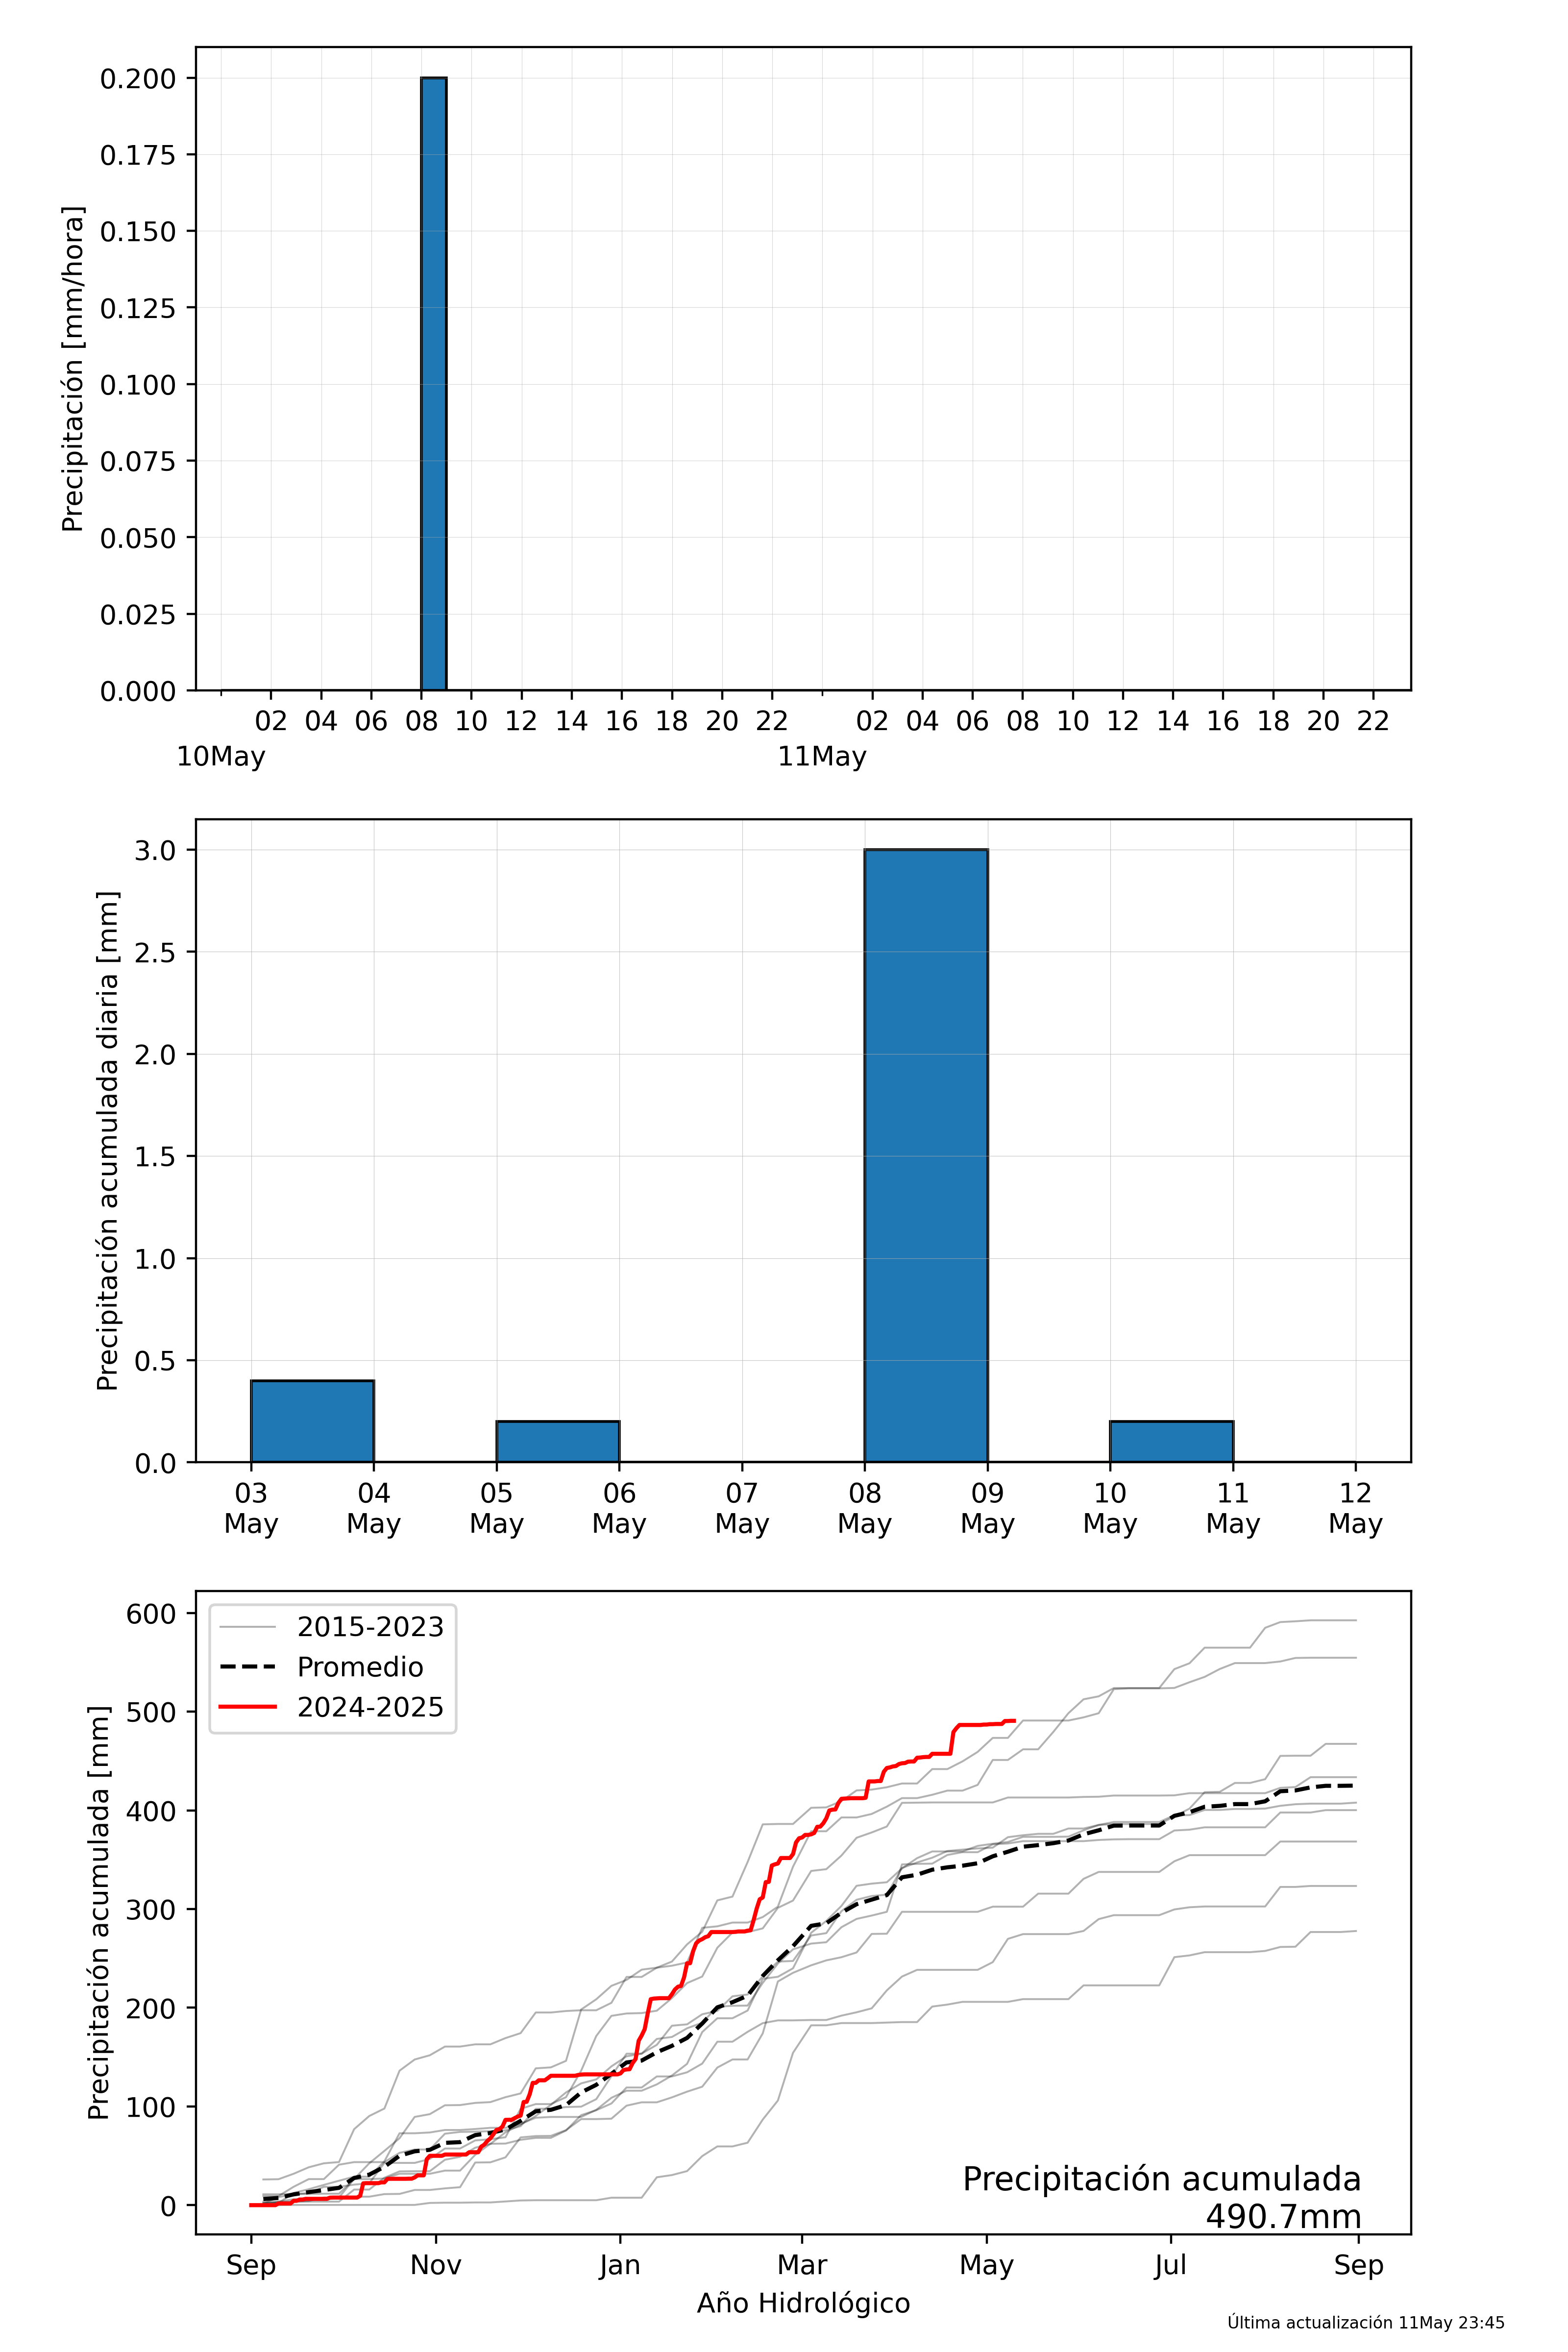 Precipitación [mm/hora]
0.200
0.175
0.150
0.125
0.100
0.075
0.050
0.025
0.000
02 04 06 08 10 12 14 16 18 20 22 02 04 06 08 10 12 14 16 18 20 22
10May 11May
Precipitación acumulada diaria [mm]
3.0
2.5
2.0
1.5
1.0
0.5
0.0
03 04 05 06 07 08 09 10 11 12
May May May May May May May May May May
Precipitación acumulada [mm]
600
500
400
300
200
100
0
2015-2023
Promedio
2024-2025
Precipitación acumulada
490.7mm
Sep Nov Jan Mar May Jul Sep
Año Hidrológico
Última actualización 11May 23:45